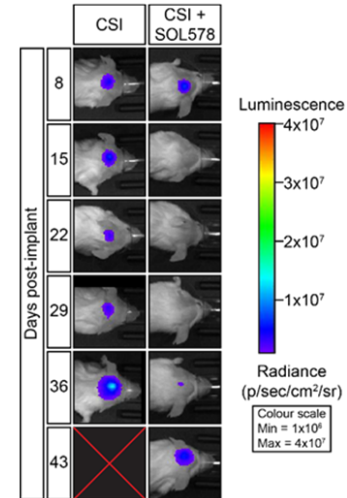 CSI
CSI +
SOL578
Days post-implant
8
15
22
29
36
43
Luminescence
4x10⁷
3x10⁷
2x10⁷
1x10⁷
Radiance
(p/sec/cm²/sr)
Colour scale
Min = 1x10⁶
Max = 4x10⁷